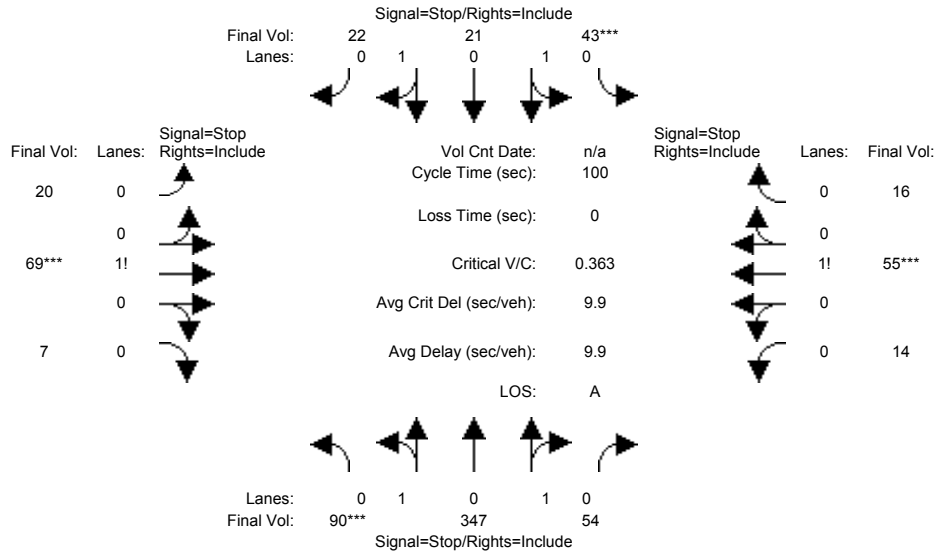 Signal=Stop/Rights=Include
Final Vol: 22 21 43***
Lanes: 0 1 0 1 0
Signal=Stop
Final Vol: Lanes: Rights=Include
Vol Cnt Date: n/a
Signal=Stop
Rights=Include Lanes: Final Vol:
Cycle Time (sec): 100
20 0
0 16
Loss Time (sec): 0
0
0
69*** 1!
Critical V/C: 0.363
1! 55***
0
Avg Crit Del (sec/veh): 9.9
0
7 0
Avg Delay (sec/veh): 9.9
0 14
LOS: A
Lanes: 0 1 0 1 0
Final Vol: 90*** 347 54
Signal=Stop/Rights=Include